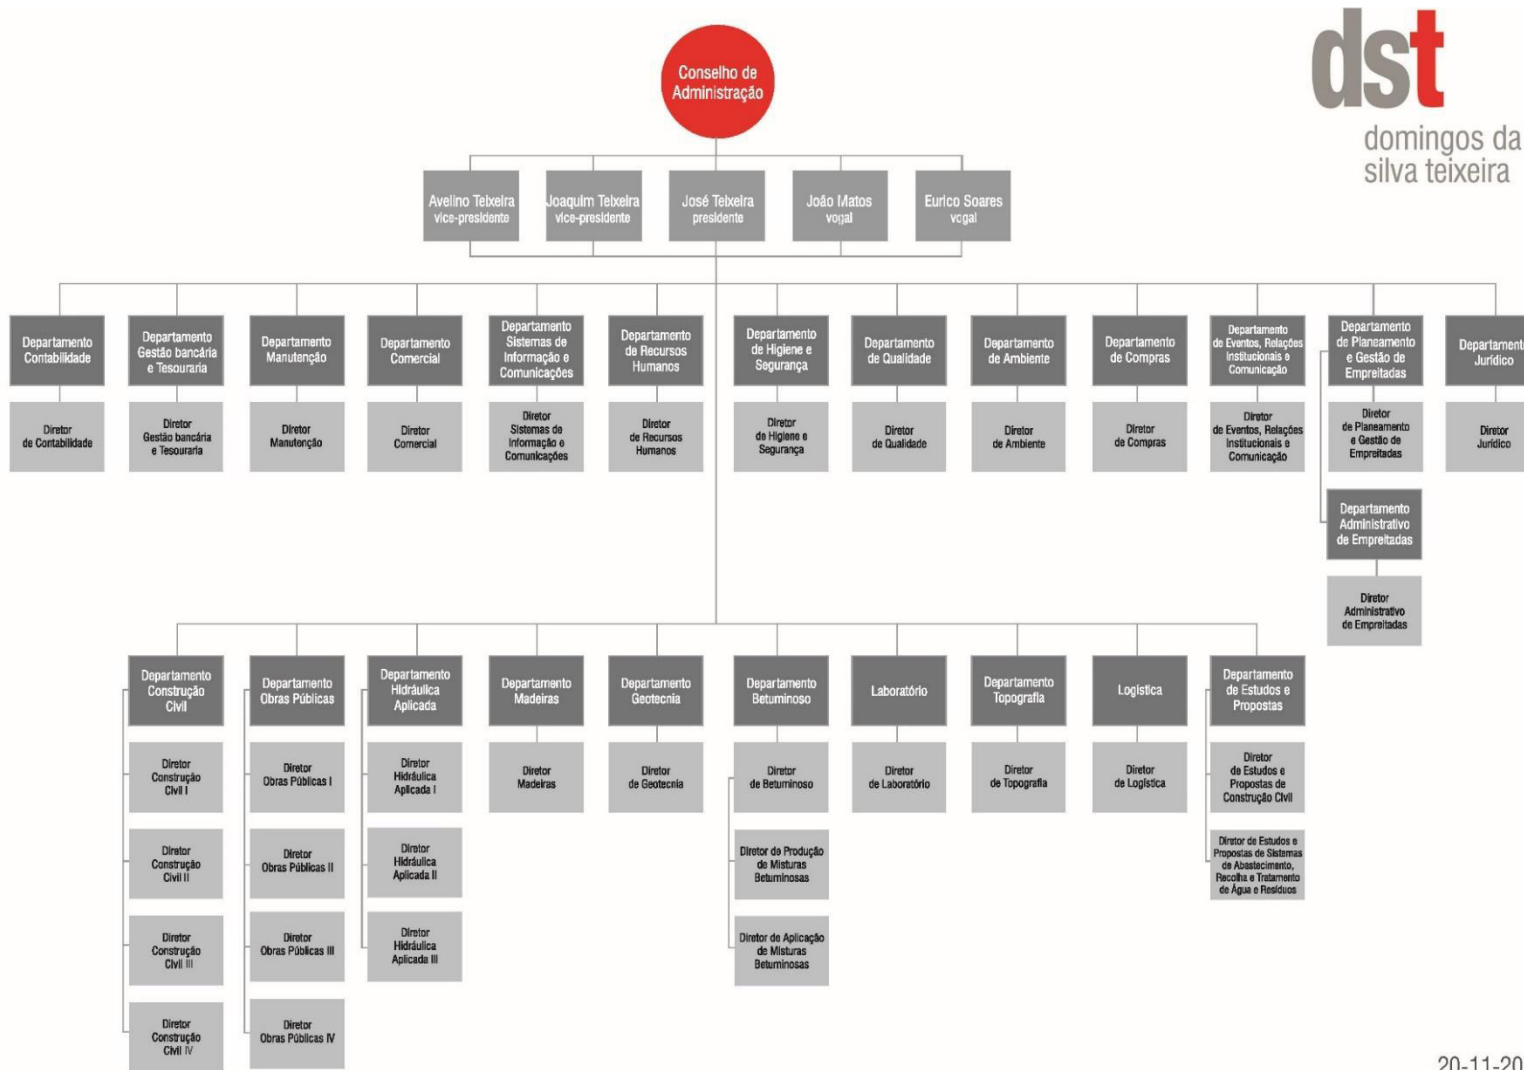 dst
domingos da
silva teixeira
Conselho de
Administração
Avelino Teixeira
vice-presidente
Joaquim Teixeira
vice-presidente
José Teixeira
presidente
João Matos
vogal
Eurico Soares
vogal
Departamento
Contabilidade
Departamento
Gestão bancária
e Tesouraria
Departamento
Manutenção
Departamento
Comercial
Departamento
Sistemas de
Informação e
Comunicações
Departamento
de Recursos
Humanos
Departamento
de Higiene e
Segurança
Departamento
de Qualidade
Departamento
de Ambiente
Departamento
de Compras
Departamento
de Eventos, Relações
Institucionais e
Comunicação
Departamento
de Planeamento
e Gestão de
Empreitadas
Departamento
Jurídico
Diretor
de Contabilidade
Diretor
Gestão bancária
e Tesouraria
Diretor
Manutenção
Diretor
Comercial
Diretor
Sistemas de
Informação e
Comunicações
Diretor
de Recursos
Humanos
Diretor
de Higiene e
Segurança
Diretor
de Qualidade
Diretor
de Ambiente
Diretor
de Compras
Diretor
de Eventos, Relações
Institucionais e
Comunicação
Diretor
de Planeamento
e Gestão de
Empreitadas
Diretor
Jurídico
Departamento
Administrativo
de Empreitadas
Diretor
Administrativo
de Empreitadas
Departamento
Construção
Civil
Departamento
Obras Públicas
Departamento
Hidráulica
Aplicada
Departamento
Madeiras
Departamento
Geotecnia
Departamento
Betuminoso
Laboratório
Departamento
Topografia
Logística
Departamento
de Estudos e
Propostas
Diretor
Construção
Civil I
Diretor
Obras Públicas I
Diretor
Hidráulica
Aplicada I
Diretor
Madeiras
Diretor
de Geotecnia
Diretor
de Betuminoso
Diretor
de Laboratório
Diretor
de Topografia
Diretor
de Logística
Diretor
de Estudos e
Propostas de
Construção Civil
Diretor
Construção
Civil II
Diretor
Obras Públicas II
Diretor
Hidráulica
Aplicada II
Diretor de Produção
de Misturas
Betuminosas
Diretor de Estudos e
Propostas de Sistemas
de Abastecimento,
Recolha e Tratamento
de Água e Resíduos
Diretor
Construção
Civil III
Diretor
Obras Públicas III
Diretor
Hidráulica
Aplicada III
Diretor de Aplicação
de Misturas
Betuminosas
Diretor
Construção
Civil IV
Diretor
Obras Públicas IV
20-11-20